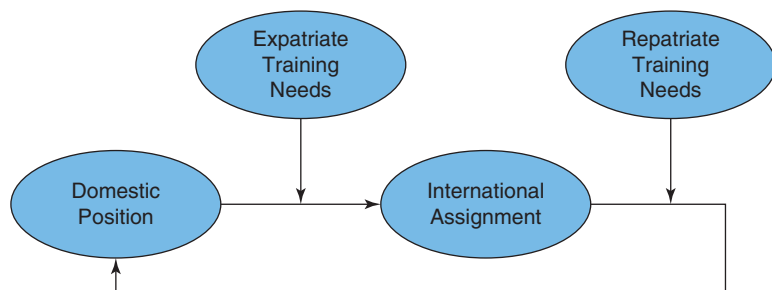 Expatriate
Training
Needs
Repatriate
Training
Needs
Domestic
Position
International
Assignment